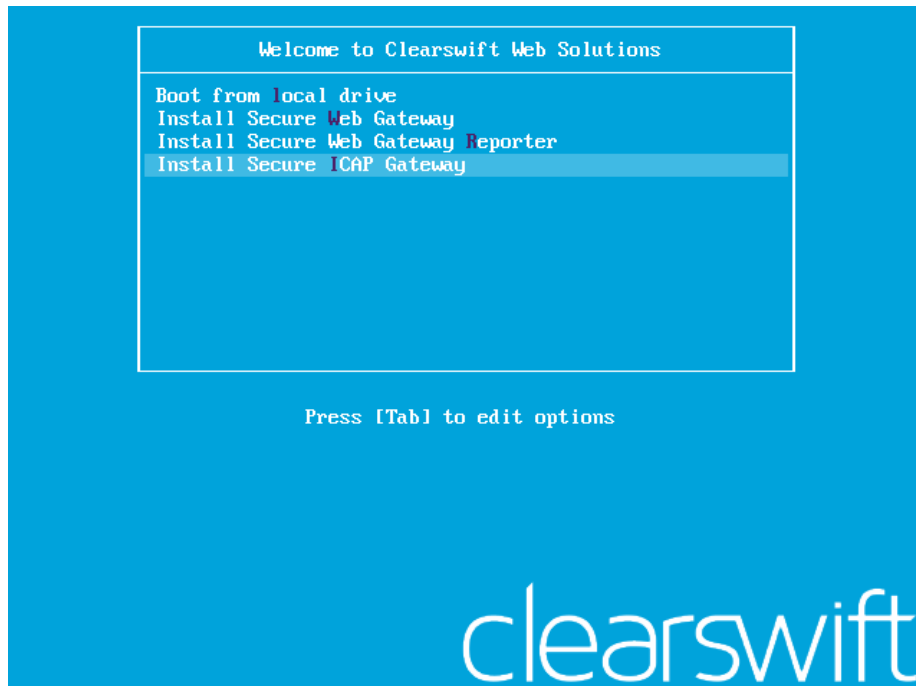 Welcome to Clearswift Web Solutions
Boot from local drive
Install Secure Web Gateway
Install Secure Web Gateway Reporter
Install Secure ICAP Gateway
Press [Tab] to edit options
clearswift